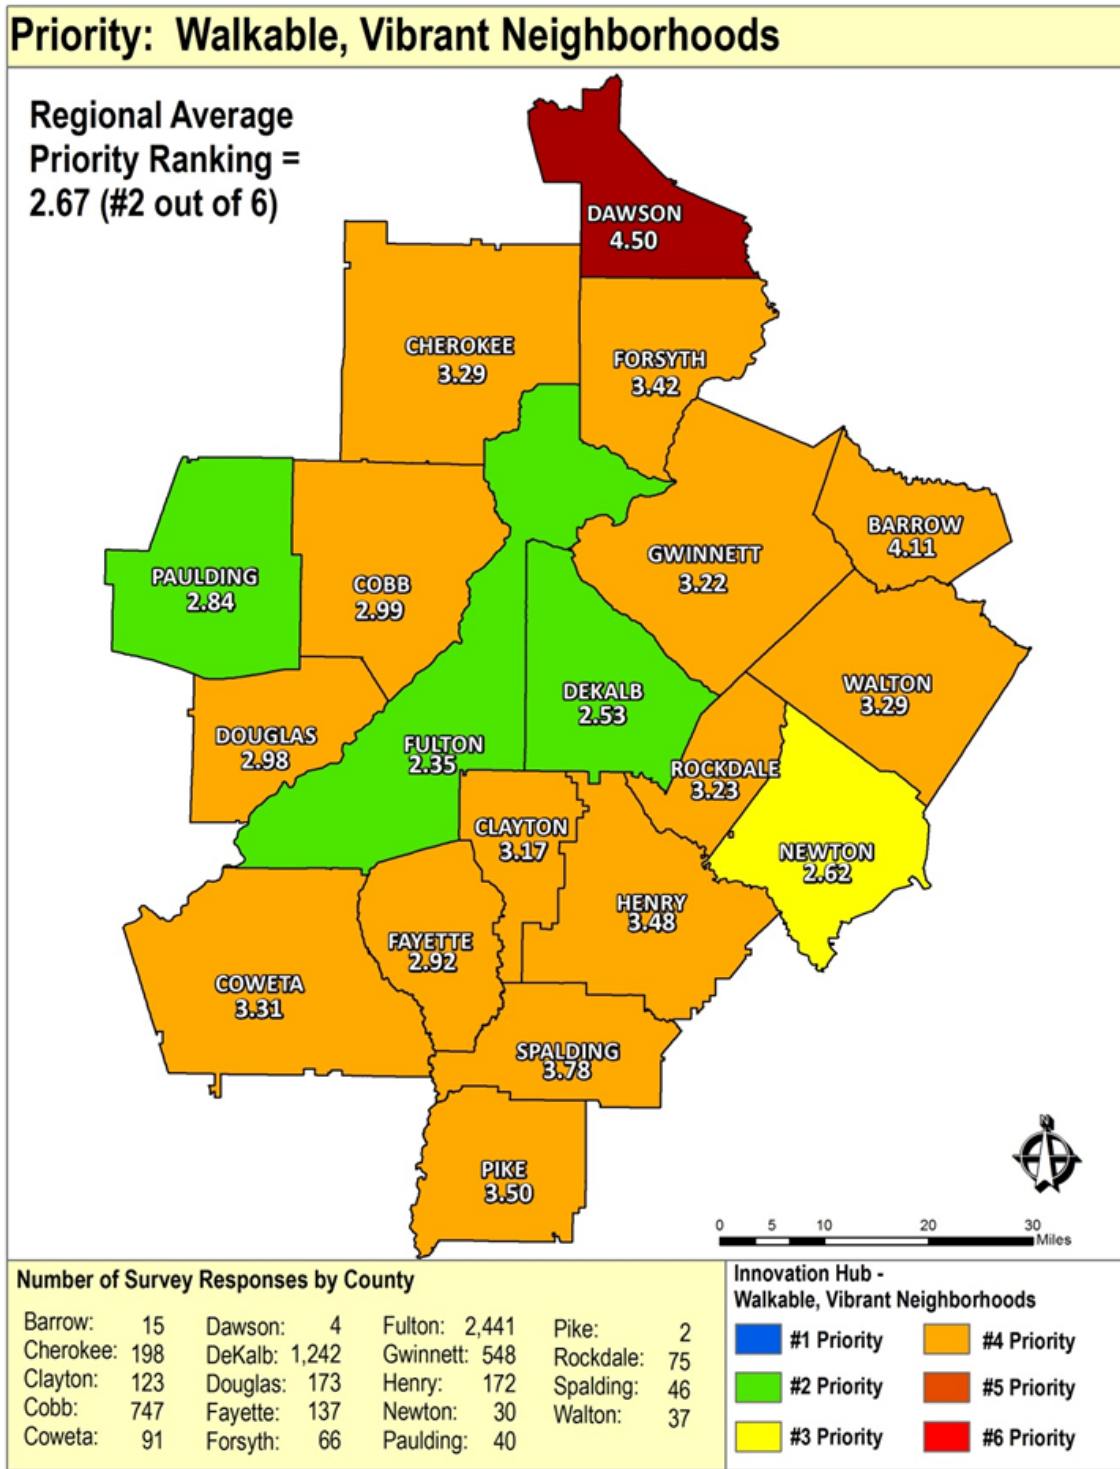 Priority:  Walkable, Vibrant Neighborhoods
Regional Average
Priority Ranking =
2.67 (#2 out of 6)
DAWSON
4.50
CHEROKEE
3.29
FORSYTH
3.42
BARROW
4.11
GWINNETT
3.22
PAULDING
2.84
COBB
2.99
WALTON
3.29
DEKALB
2.53
DOUGLAS
2.98
FULTON
2.35
ROCKDALE
3.23
CLAYTON
3.17
NEWTON
2.62
HENRY
3.48
FAYETTE
2.92
COWETA
3.31
SPALDING
3.78
PIKE
3.50
N
0 5 10 20 30
Miles
Number of Survey Responses by County
Barrow: 15
Cherokee: 198
Clayton: 123
Cobb: 747
Coweta: 91
Dawson: 4
DeKalb: 1,242
Douglas: 173
Fayette: 137
Forsyth: 66
Fulton: 2,441
Gwinnett: 548
Henry: 172
Newton: 30
Paulding: 40
Pike: 2
Rockdale: 75
Spalding: 46
Walton: 37
Innovation Hub -
Walkable, Vibrant Neighborhoods
#1 Priority
#2 Priority
#3 Priority
#4 Priority
#5 Priority
#6 Priority